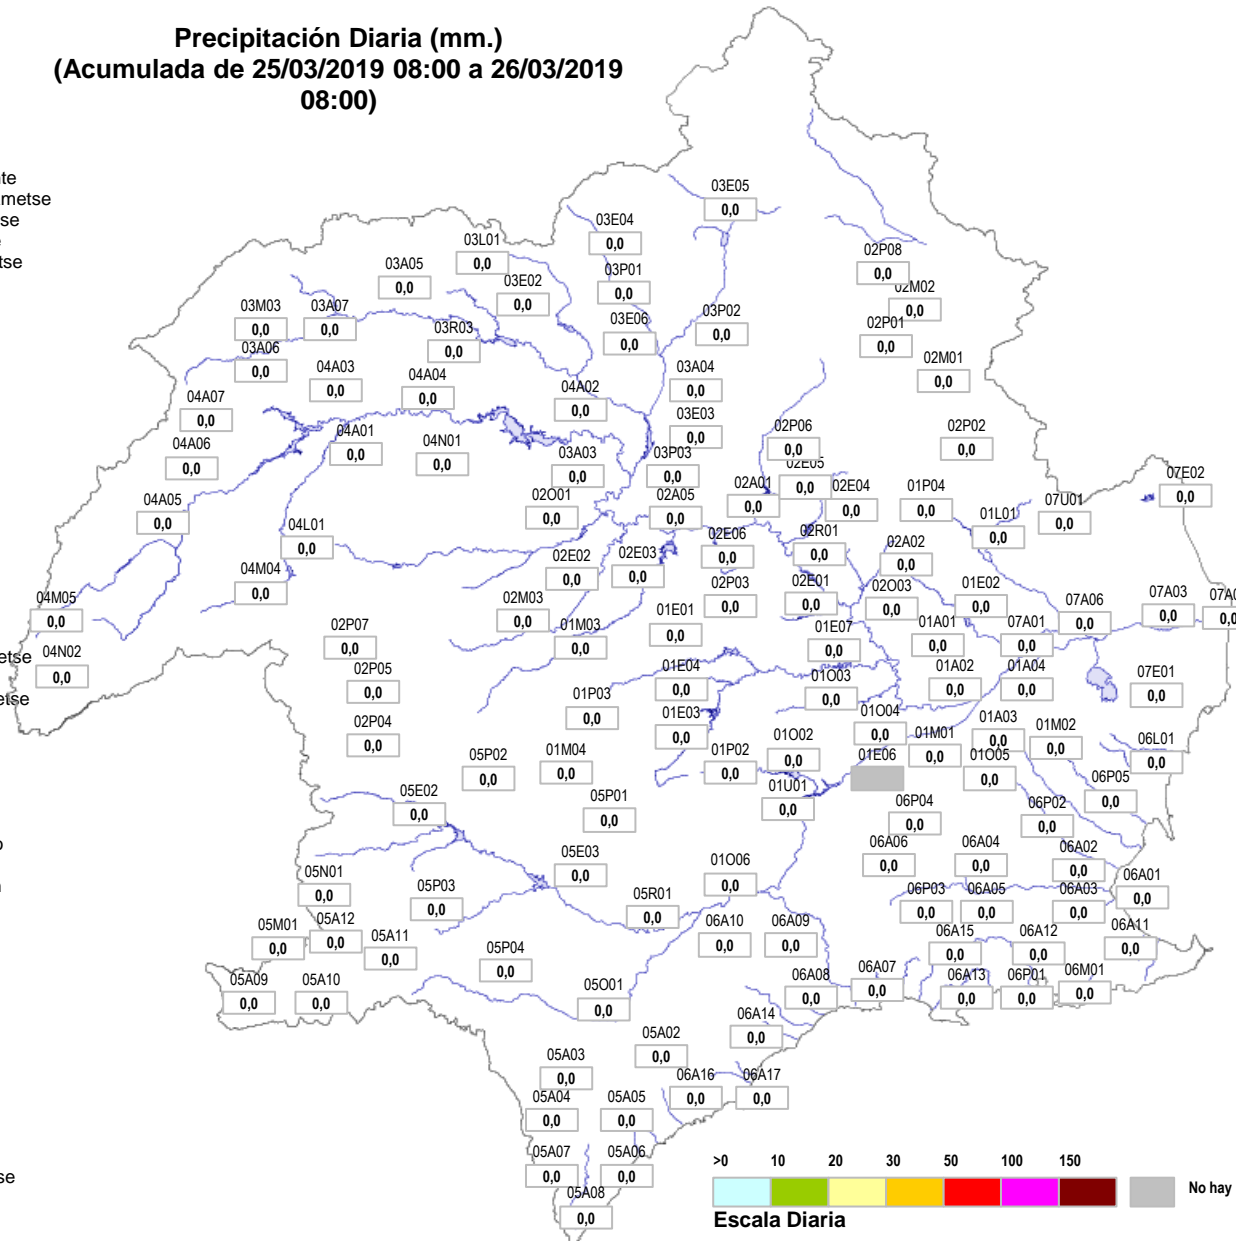 Precipitación Diaria (mm.)
(Acumulada de 25/03/2019 08:00 a 26/03/2019
08:00)
te
metse
se
tse
03E05
0,0
03E04
0,0
03L01
0,0
02P08
0,0
03A05
0,0
03P01
0,0
03E02
0,0
02M02
0,0
03M03
0,0
03A07
0,0
03P02
0,0
03E06
0,0
02P01
0,0
03R03
0,0
03A06
0,0
04A03
0,0
03A04
0,0
02M01
0,0
04A04
0,0
04A02
0,0
04A07
0,0
03E03
0,0
04A01
0,0
02P06
0,0
02P02
0,0
04A06
0,0
04N01
0,0
03A03
0,0
03P03
0,0
02E05
0,0
07E02
0,0
04A05
0,0
02O01
0,0
02A05
0,0
02A01
0,0
02E04
0,0
01P04
0,0
07U01
0,0
01L01
0,0
04L01
0,0
02E06
0,0
02R01
0,0
02A02
0,0
02E02
0,0
02E03
0,0
04M04
0,0
02P03
0,0
02E01
0,0
02O03
0,0
01E02
0,0
07A03
0,0
07A0
0,0
04M05
0,0
02M03
0,0
01E01
0,0
07A06
0,0
02P07
0,0
01M03
0,0
01E07
0,0
01A01
0,0
07A01
0,0
etse
04N02
0,0
02P05
0,0
01E04
0,0
01O03
0,0
01A02
0,0
01A04
0,0
07E01
0,0
etse
01P03
0,0
02P04
0,0
01E03
0,0
01O04
0,0
01A03
0,0
01M02
0,0
01O02
0,0
01M01
0,0
06L01
0,0
05P02
0,0
01M04
0,0
01P02
0,0
01E06
01O05
0,0
05E02
0,0
05P01
0,0
01U01
0,0
06P05
0,0
06P04
0,0
06P02
0,0
o
05E03
0,0
01O06
0,0
06A06
0,0
06A04
0,0
06A02
0,0
05N01
0,0
05P03
0,0
05R01
0,0
06P03
0,0
06A05
0,0
06A03
0,0
06A01
0,0
05M01
0,0
05A12
0,0
05A11
0,0
06A10
0,0
06A09
0,0
06A15
0,0
06A12
0,0
06A11
0,0
05P04
0,0
05A09
0,0
05A10
0,0
05O01
0,0
06A08
0,0
06A07
0,0
06A13
0,0
06P01
0,0
06M01
0,0
06A14
0,0
05A02
0,0
05A03
0,0
06A16
0,0
06A17
0,0
05A04
0,0
05A05
0,0
05A07
0,0
05A06
0,0
se
05A08
0,0
>0 10 20 30 50 100 150
No hay
Escala Diaria